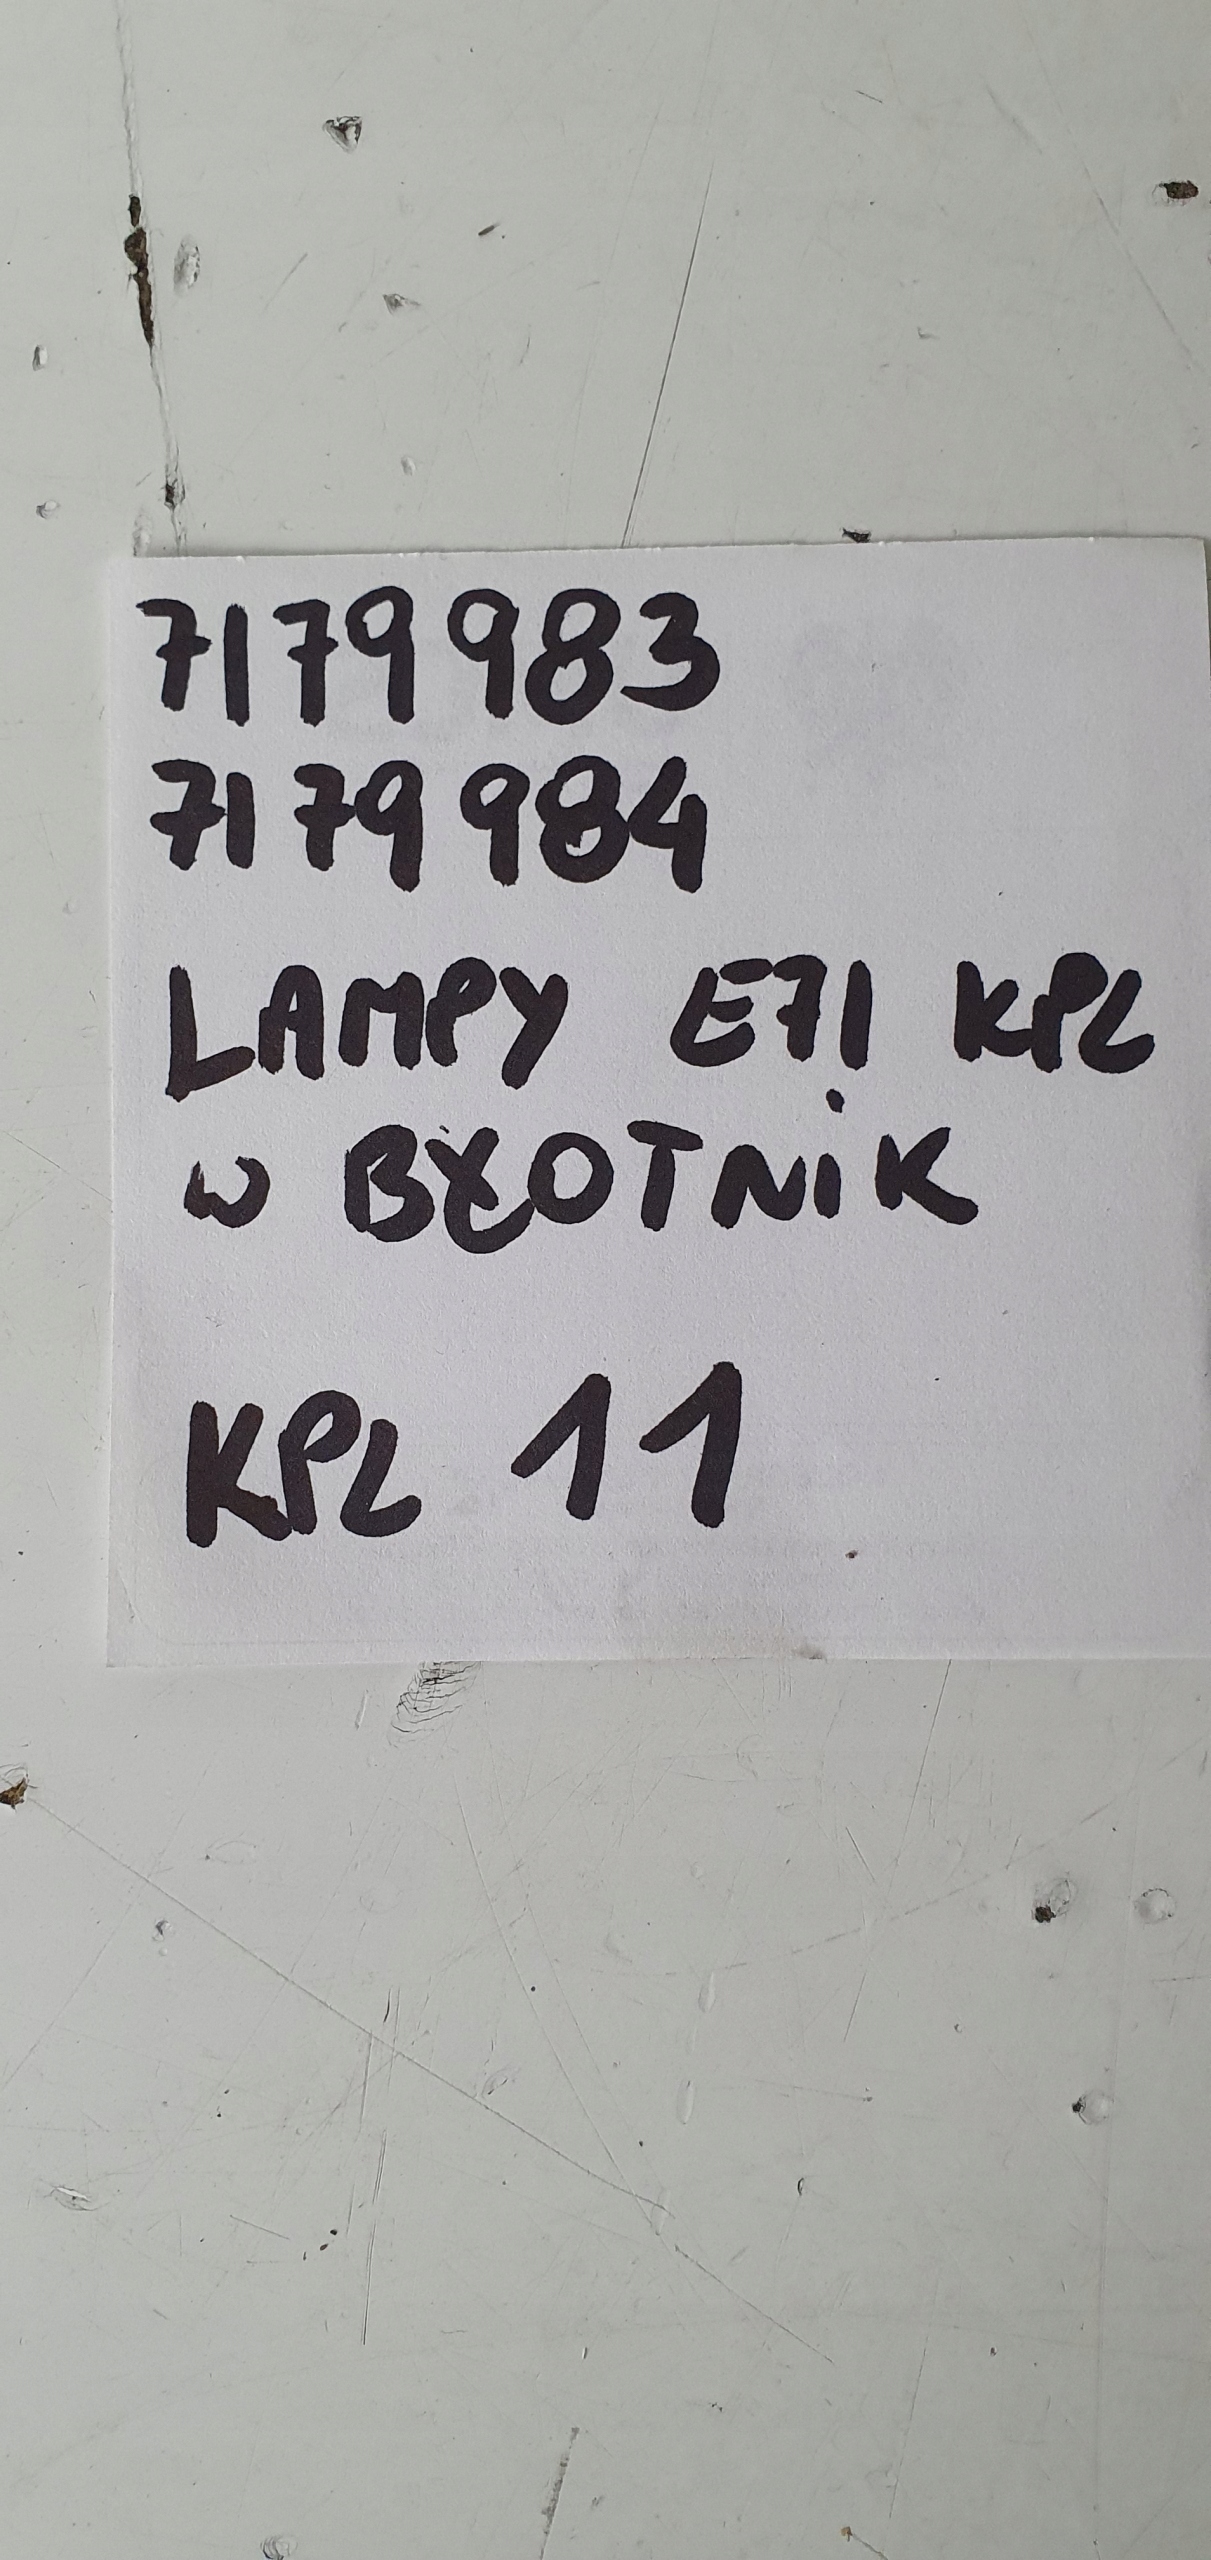 7179983
7179984
LAMPY E71 KPL
w BŁOTNIK
KPL 11